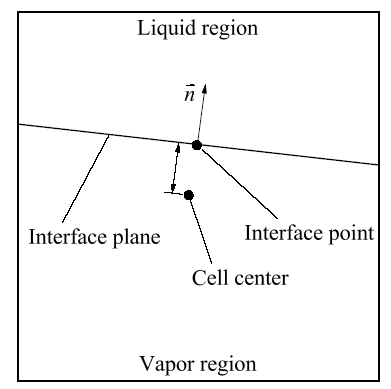 Liquid region
n
Interface plane
Interface point
Cell center
Vapor region